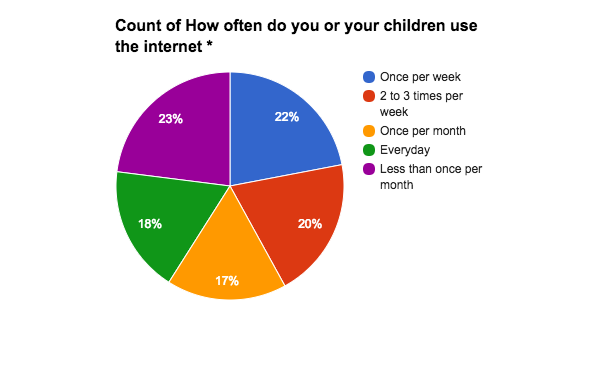 Count of How often do you or your children use
the internet *
Once per week
2 to 3 times per
week
Once per month
Everyday
Less than once per
month
23%
22%
18%
20%
17%